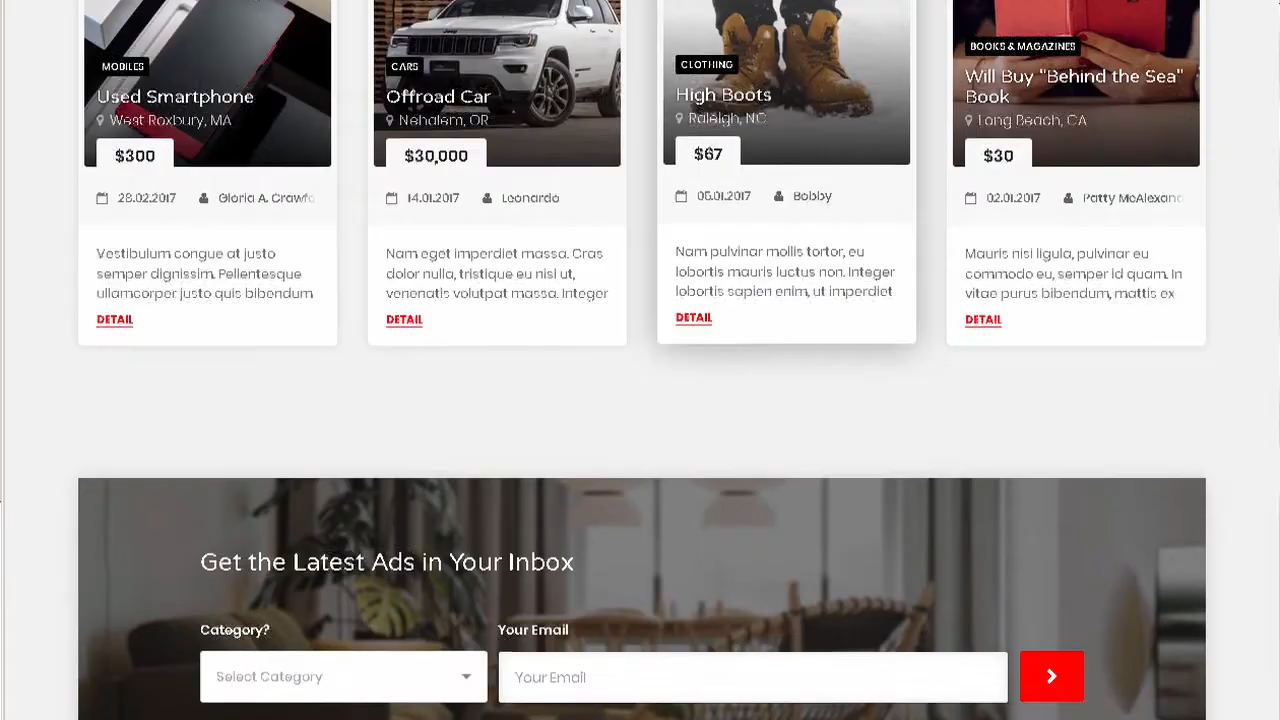 MOBILES
Used Smartphone
West Roxbury, MA
$300
28.02.2017 Gloria A. Crawfo
Vestibulum congue at justo
semper dignissim. Pellentesque
ullamcorper justo quis bibendum
DETAIL
CARS
Offroad Car
Nehalem, OR
$30,000
14.01.2017 Leonardo
Nam eget imperdiet massa. Cras
dolor nulla, tristique eu nisl ut,
venenatis volutpat massa. Integer
DETAIL
CLOTHING
High Boots
Raleigh, NC
$67
05.01.2017 Bobby
Nam pulvinar mollis tortor, eu
lobortis mauris luctus non. Integer
lobortis sapien enim, ut imperdiet
DETAIL
BOOKS & MAGAZINES
Will Buy "Behind the Sea"
Book
Long Beach, CA
$30
02.01.2017 Patty McAlexand
Mauris nisi ligula, pulvinar eu
commodo eu, semper id quam. In
vitae purus bibendum, mattis ex
DETAIL
Get the Latest Ads in Your Inbox
Category?
Select Category
Your Email
Your Email